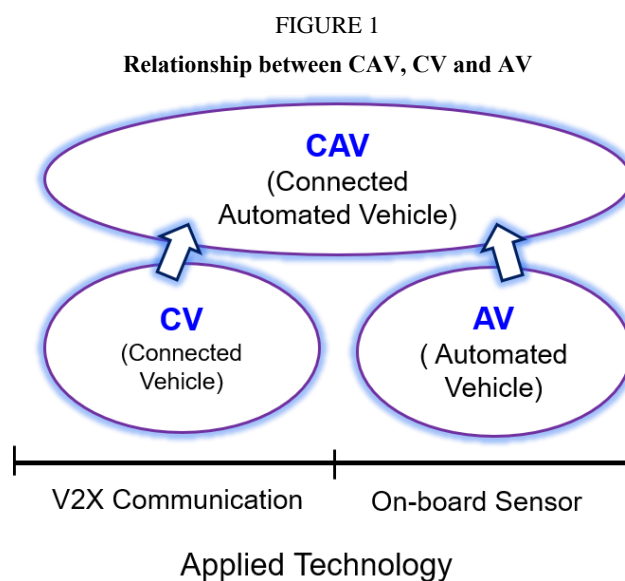 FIGURE 1
Relationship between CAV, CV and AV
CAV
(Connected
Automated Vehicle)
CV
(Connected
Vehicle)
AV
( Automated
Vehicle)
V2X Communication
On-board Sensor
Applied Technology